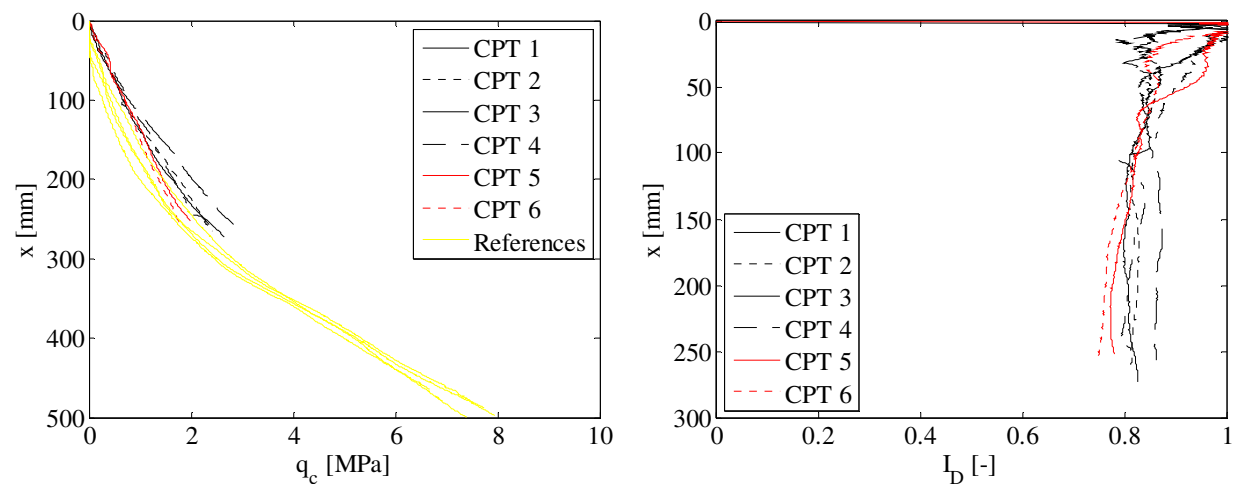 0
100
200
300
400
500
x [mm]
0
2
4
6
8
10
q_c [MPa]
CPT 1
CPT 2
CPT 3
CPT 4
CPT 5
CPT 6
References
0
50
100
150
200
250
300
x [mm]
0
0.2
0.4
0.6
0.8
1
I_D [-]
CPT 1
CPT 2
CPT 3
CPT 4
CPT 5
CPT 6